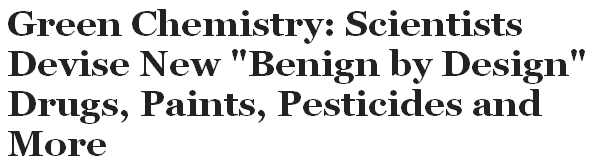 Green Chemistry: Scientists
Devise New "Benign by Design"
Drugs, Paints, Pesticides and
More